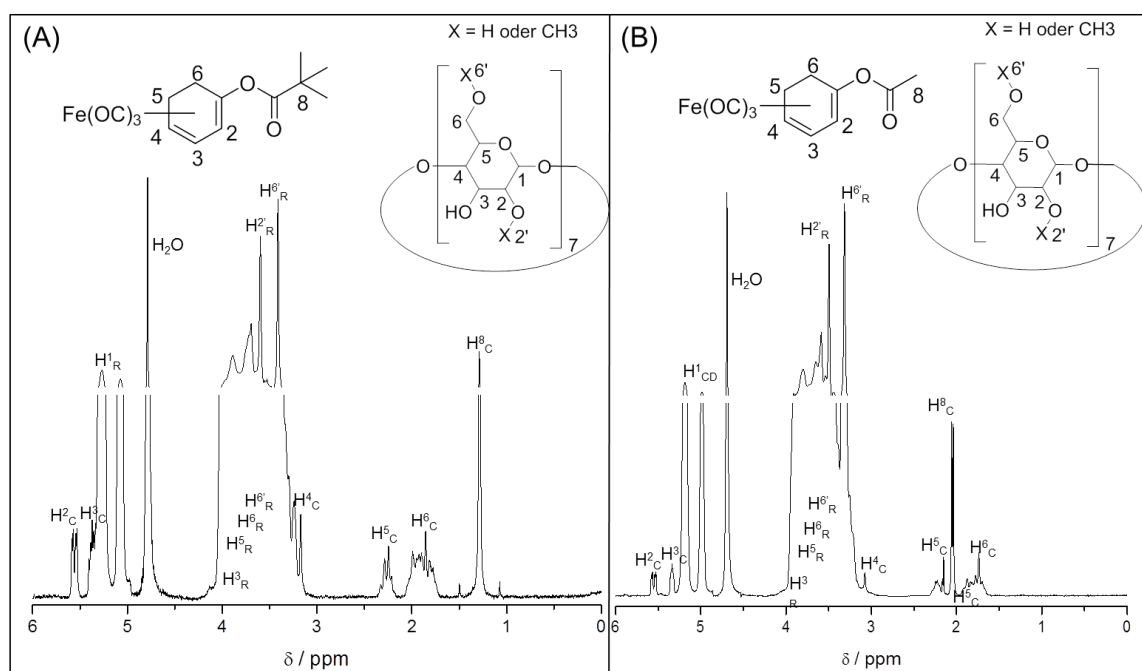 (A)
X = H oder CH3
6
5
O
8
O
Fe(OC)₃
4
2
3
X 6'
O
6
5
O
O
4
1
O
HO
3
2
O
X 2'
7
H₂O
H⁶'R
H²'R
H¹R
H⁸C
H²C
H³C
H⁶'R
H⁶R
H⁵R
H³R
H⁴C
H⁵C
H⁶C
6 5 4 3 2 1 0
δ / ppm
(B)
X = H oder CH3
6
5
O
8
O
Fe(OC)₃
4
2
3
X 6'
O
6
5
O
O
4
1
O
HO
3
2
O
X 2'
7
H₂O
H⁶'R
H²'R
H¹CD
H⁸C
H²C
H³C
H⁶'R
H⁶R
H⁵R
H³R
H⁴C
H⁵C
H⁶C
H⁵C
6 5 4 3 2 1 0
δ / ppm